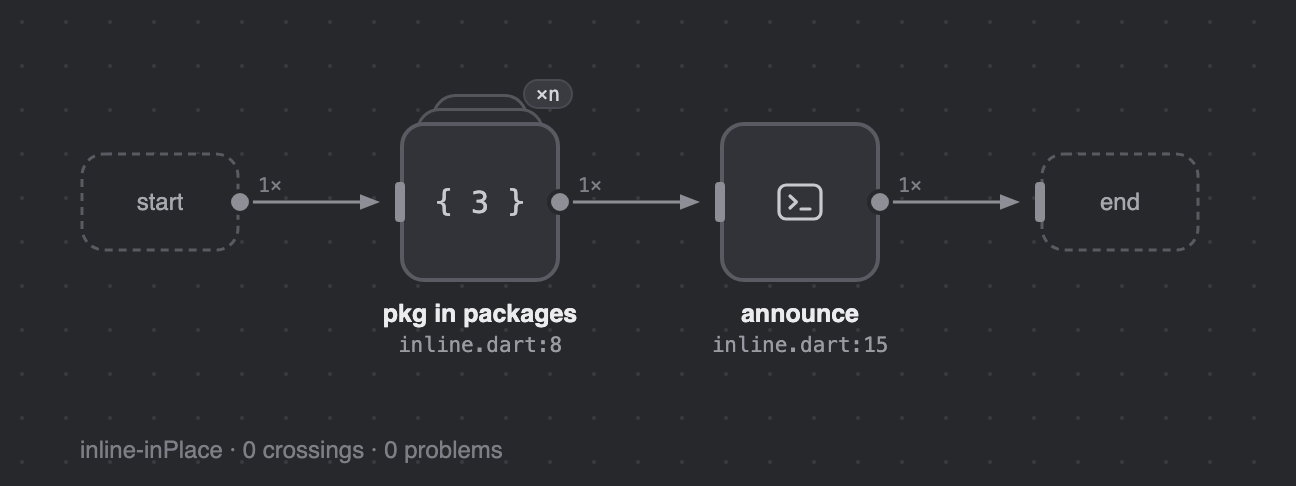 ×n
start
1×
{ 3 }
1×
1×
end
pkg in packages
inline.dart:8
announce
inline.dart:15
inline-inPlace · 0 crossings · 0 problems